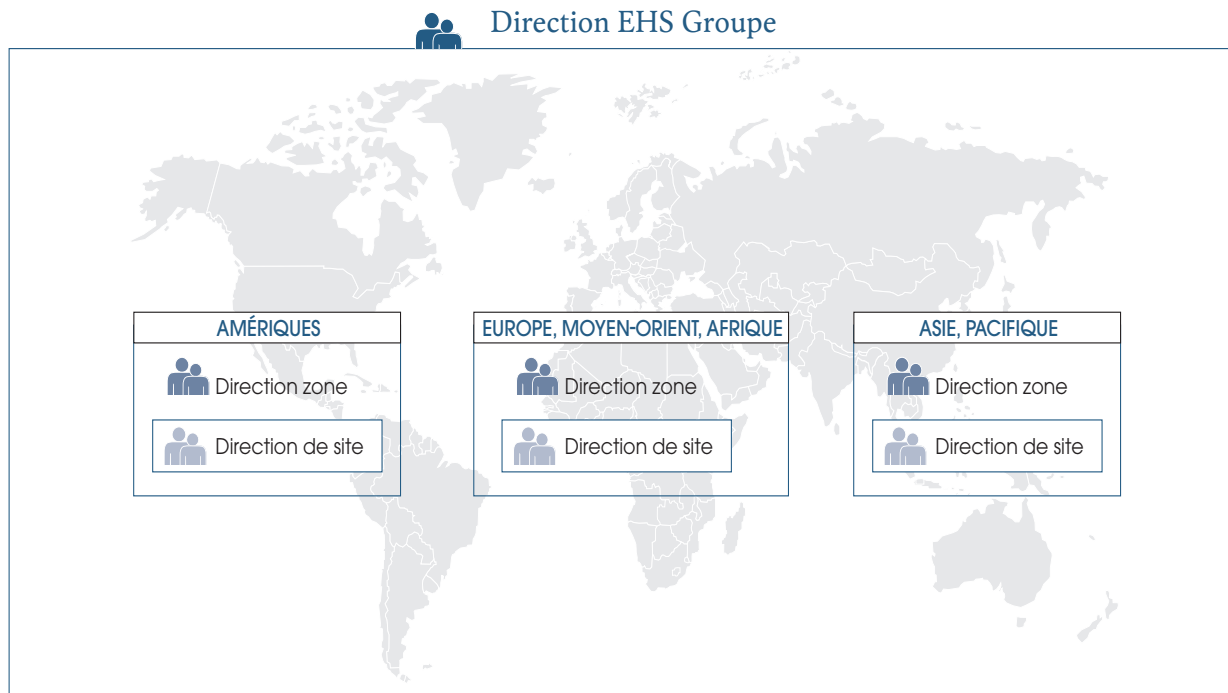 Direction EHS Groupe
AMÉRIQUES
Direction zone
Direction de site
EUROPE, MOYEN-ORIENT, AFRIQUE
Direction zone
Direction de site
ASIE, PACIFIQUE
Direction zone
Direction de site